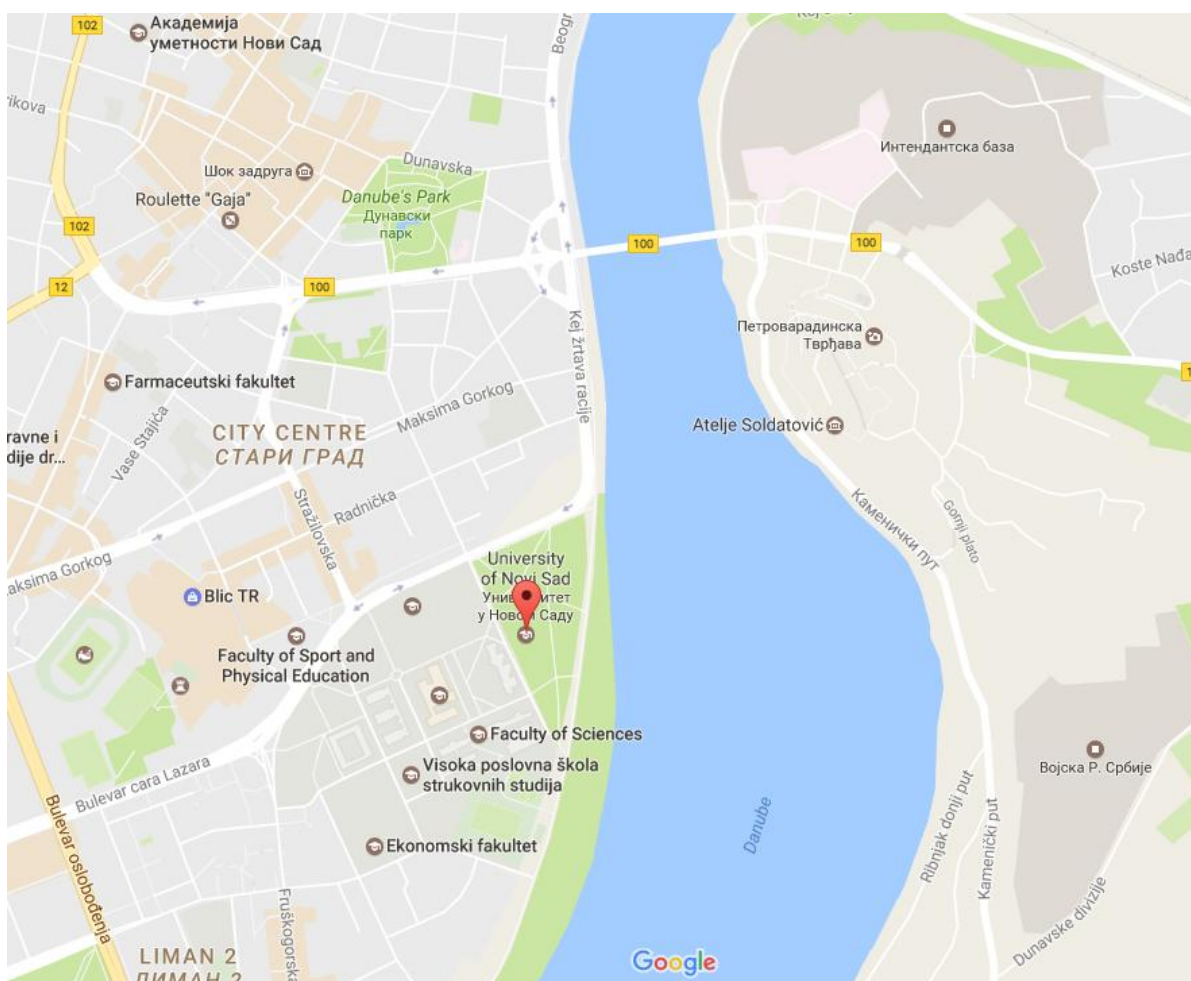 102
Академија
уметности Нови Сад
Beogr
Kej
rikova
Шок задруга
Dunavska
Интендантска база
Roulette "Gaja"
Danube's Park
Дунавски
парк
102
100
100
Koste Nađa
12
100
Kej žrtava racije
Петроварадинска
Тврђава
1
Farmaceutski fakultet
Maksima Gorkog
Vase Stajića
CITY CENTRE
СТАРИ ГРАД
Atelje Soldatović
ravne i
dije dr...
Radnička
Stražilovska
Каменички пут
Gornji plato
University
of Novi Sad
Универзитет
у Новом Саду
Maksima Gorkog
Blic TR
Faculty of Sport and
Physical Education
Faculty of Sciences
Visoka poslovna škola
strukovnih studija
Војска Р. Србије
Bulevar cara Lazara
Bulevar oslobođenja
Danube
Ribnjak donji put
Kamenički put
Ekonomski fakultet
Fruškogorska
Dunavske divizije
LIMAN 2
ЛИМАН 2
Google